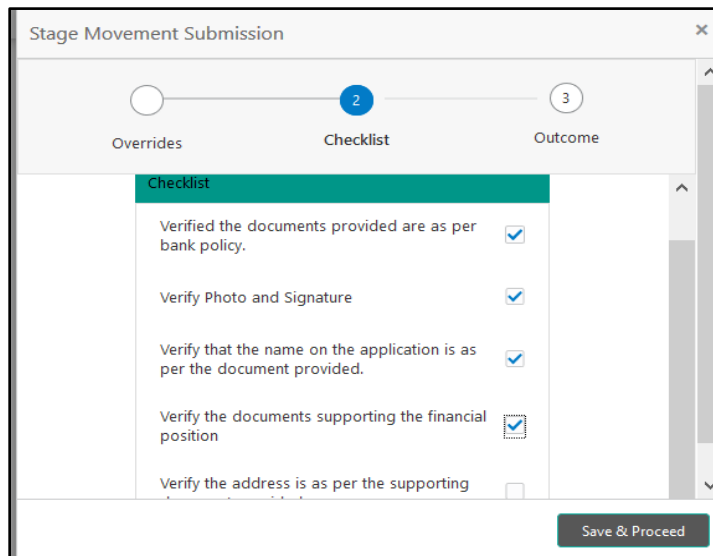 Stage Movement Submission
2
3
Overrides
Checklist
Outcome
Checklist
Verified the documents provided are as per
bank policy.
Verify Photo and Signature
Verify that the name on the application is as
per the document provided.
Verify the documents supporting the financial
position
Verify the address is as per the supporting
Save & Proceed